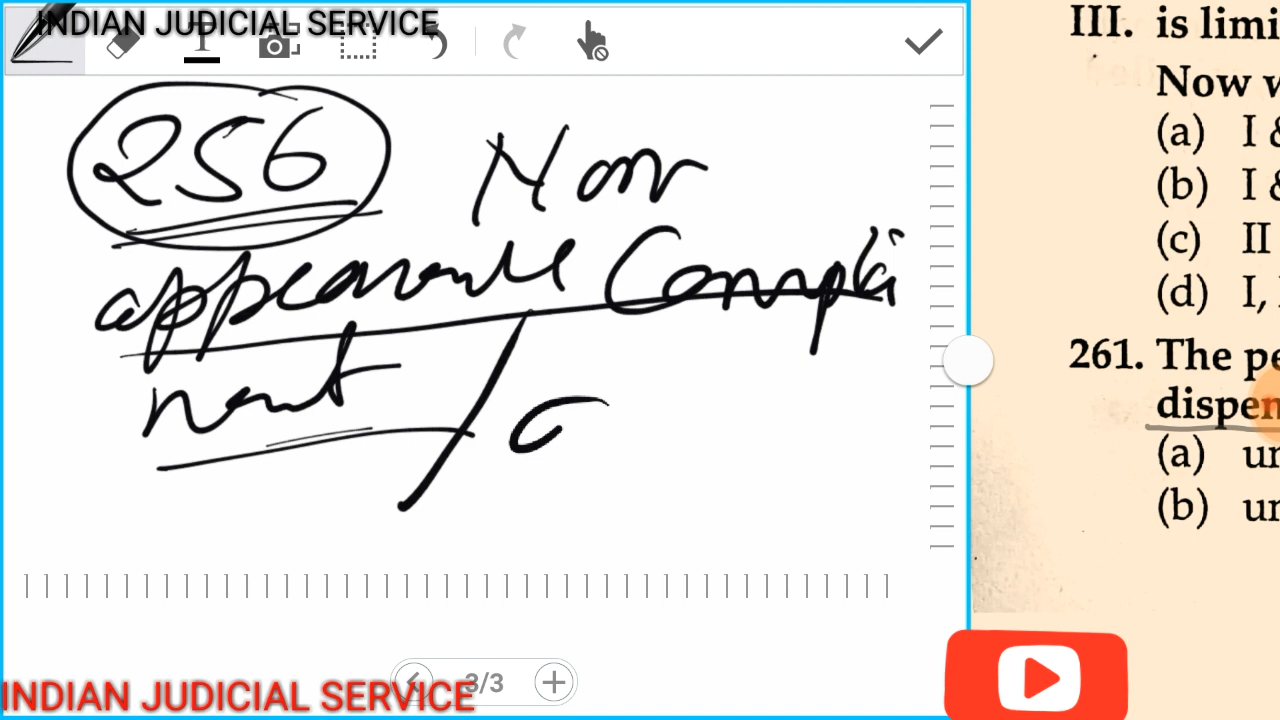 INDIAN JUDICIAL SERVICE
T
256 Non
appearance Complai
nant / C
3/3
INDIAN JUDICIAL SERVICE
III. is limi
Now
(a) I &
(b) I &
(c) II
(d) I,
261. The pe
dispen
(a) un
(b) un